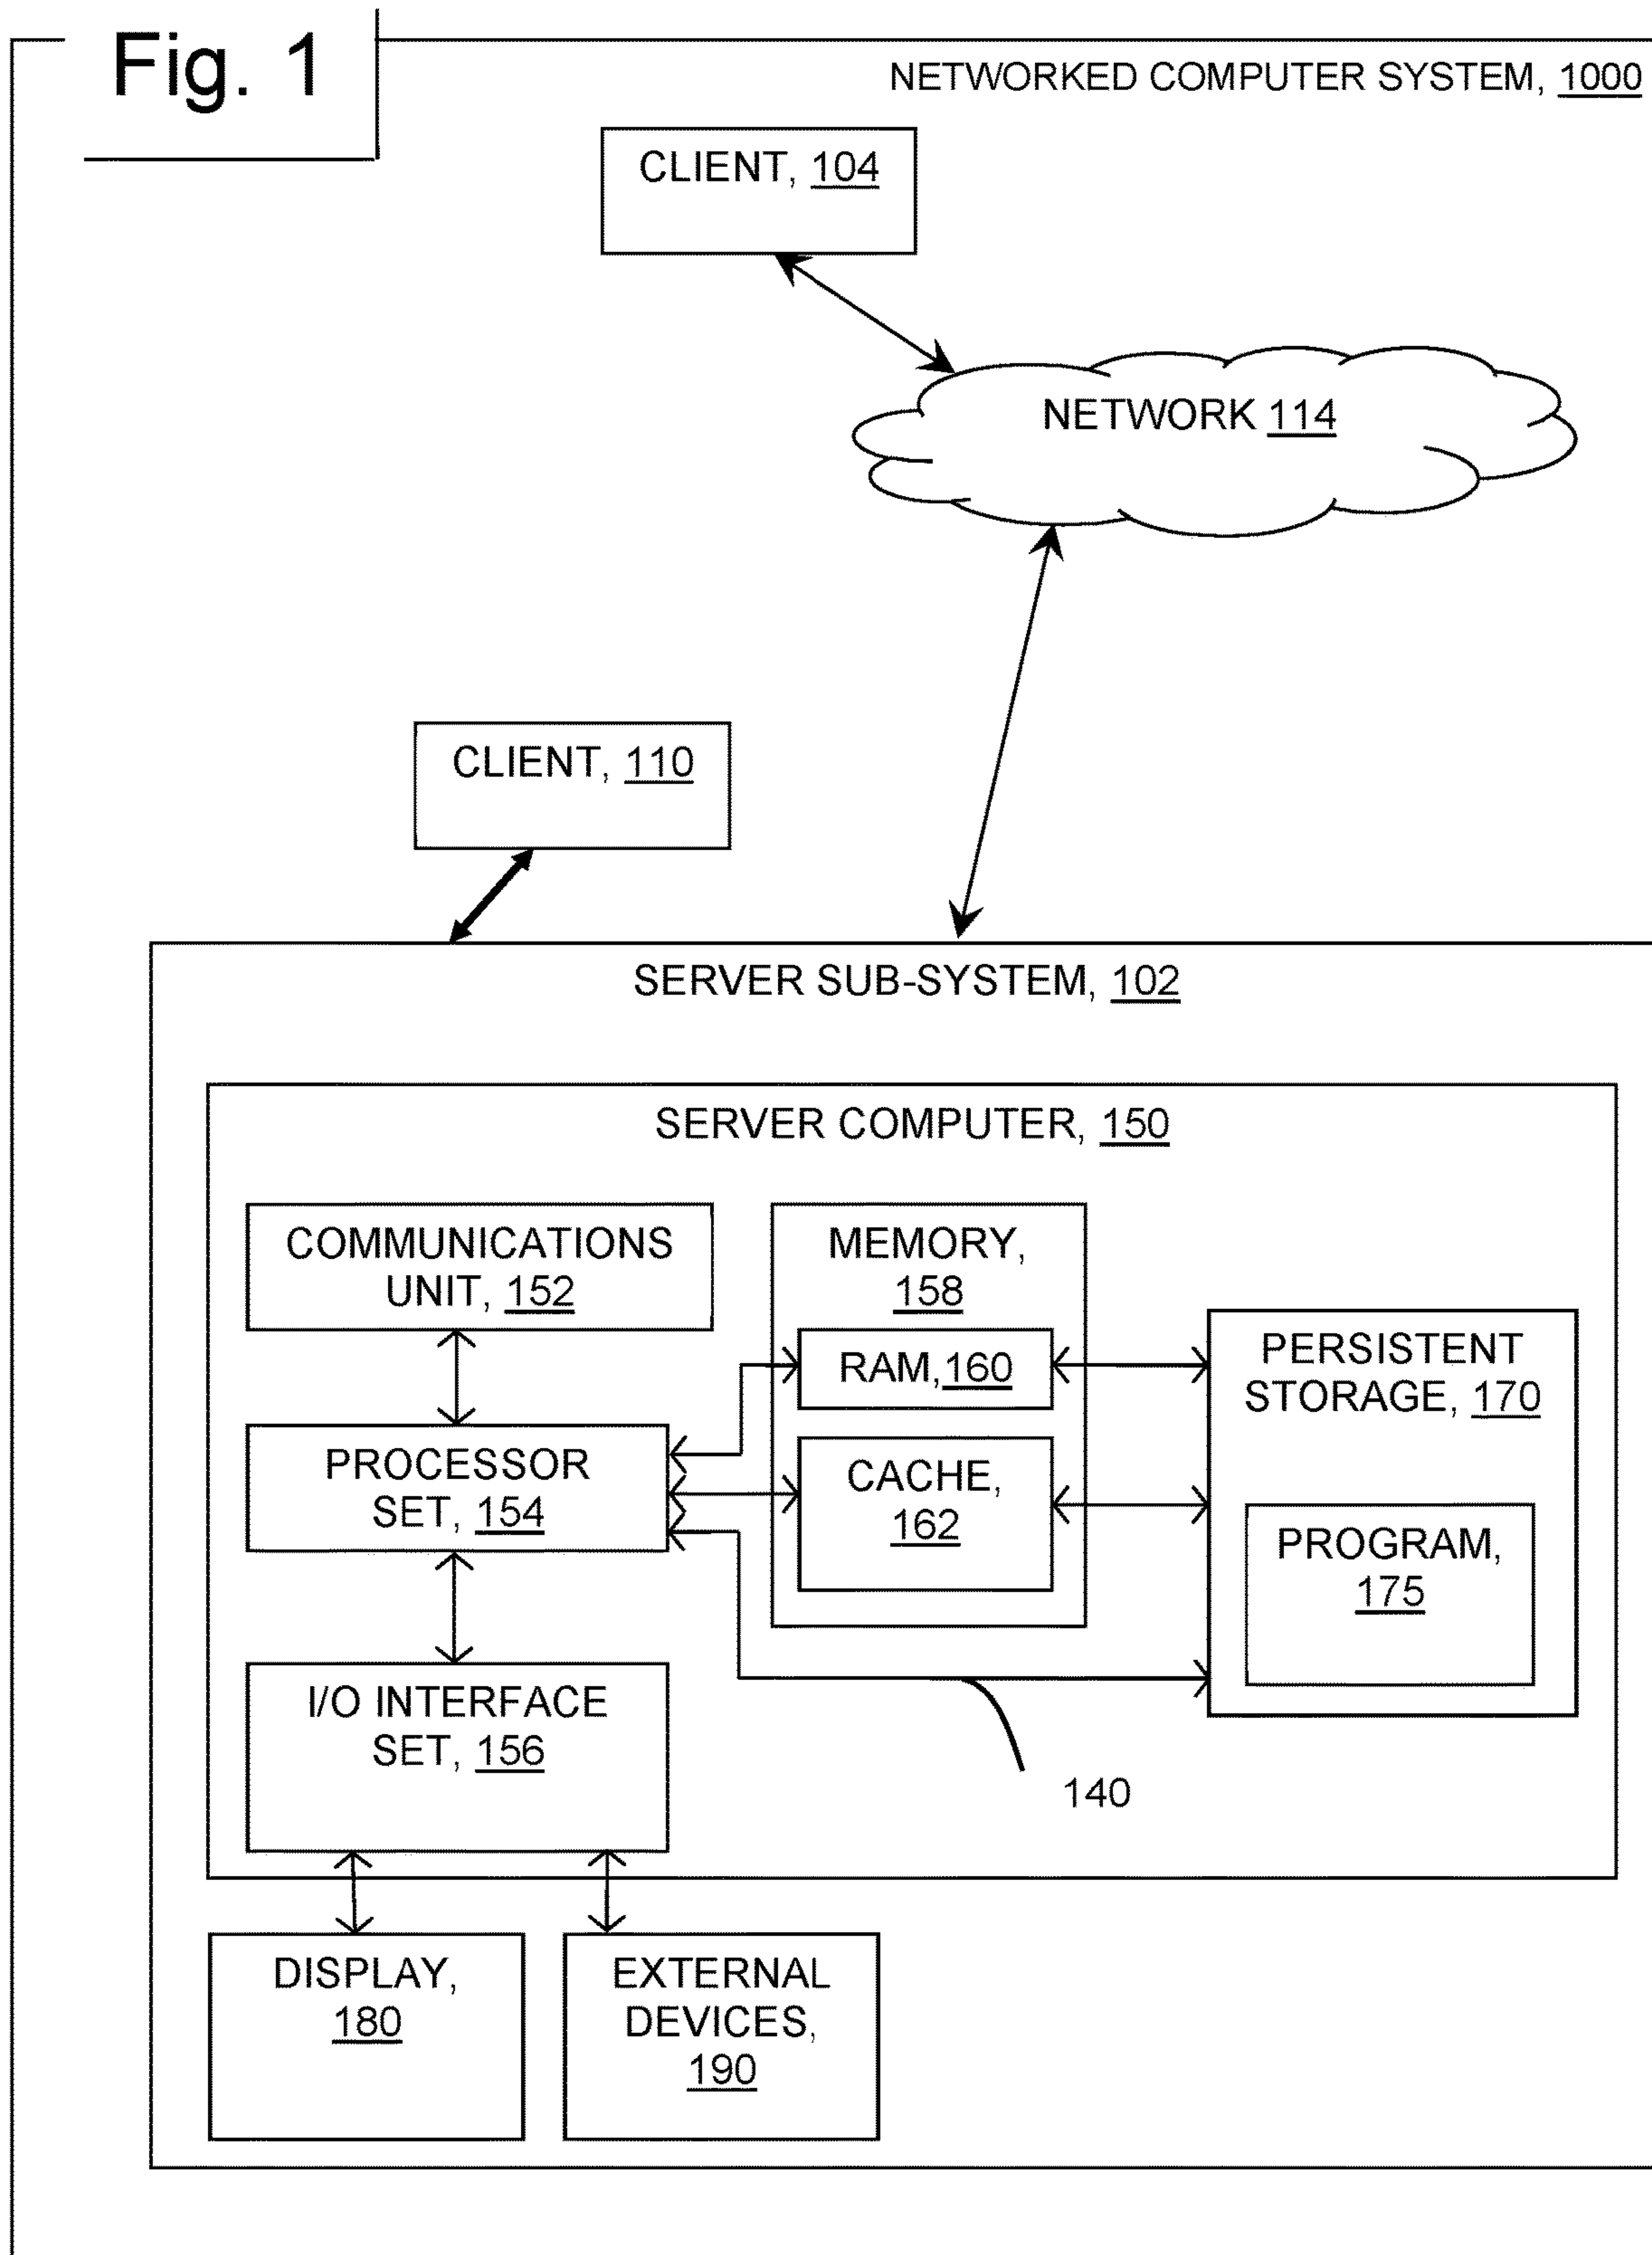 Fig. 1
NETWORKED COMPUTER SYSTEM, 1000
CLIENT, 104
NETWORK 114
CLIENT, 110
SERVER SUB-SYSTEM, 102
SERVER COMPUTER, 150
COMMUNICATIONS
UNIT, 152
MEMORY,
158
RAM,160
PERSISTENT
STORAGE, 170
PROCESSOR
SET, 154
CACHE,
162
PROGRAM,
175
I/O INTERFACE
SET, 156
140
DISPLAY,
180
EXTERNAL
DEVICES,
190